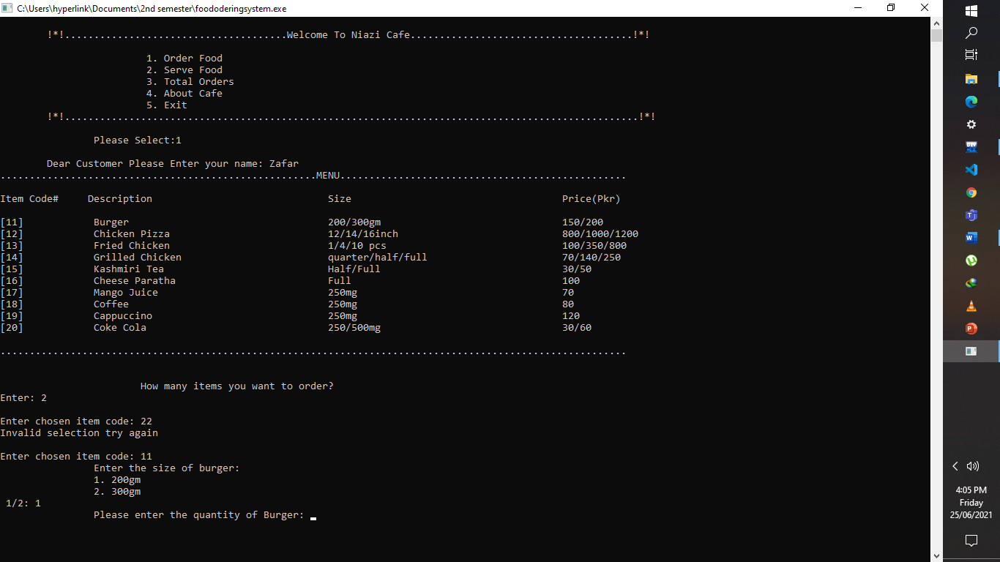 C:\Users\hyperlink\Documents\2nd semester\foododeringsystem.exe
!*!......................................Welcome To Niazi Cafe......................................!*!
1. Order Food
2. Serve Food
3. Total Orders
4. About Cafe
5. Exit
!*!..................................................................................................!*!
Please Select:1
Dear Customer Please Enter your name: Zafar
......................................................MENU.................................................
Item Code# Description Size Price(Pkr)
[11] Burger 200/300gm 150/200
[12] Chicken Pizza 12/14/16inch 800/1000/1200
[13] Fried Chicken 1/4/10 pcs 100/350/800
[14] Grilled Chicken quarter/half/full 70/140/250
[15] Kashmiri Tea Half/Full 30/50
[16] Cheese Paratha Full 100
[17] Mango Juice 250mg 70
[18] Coffee 250mg 80
[19] Cappuccino 250mg 120
[20] Coke Cola 250/500mg 30/60
...........................................................................................................
How many items you want to order?
Enter: 2
Enter chosen item code: 22
Invalid selection try again
Enter chosen item code: 11
Enter the size of burger:
1. 200gm
2. 300gm
1/2: 1
Please enter the quantity of Burger:
DEV
4:05 PM
Friday
25/06/2021